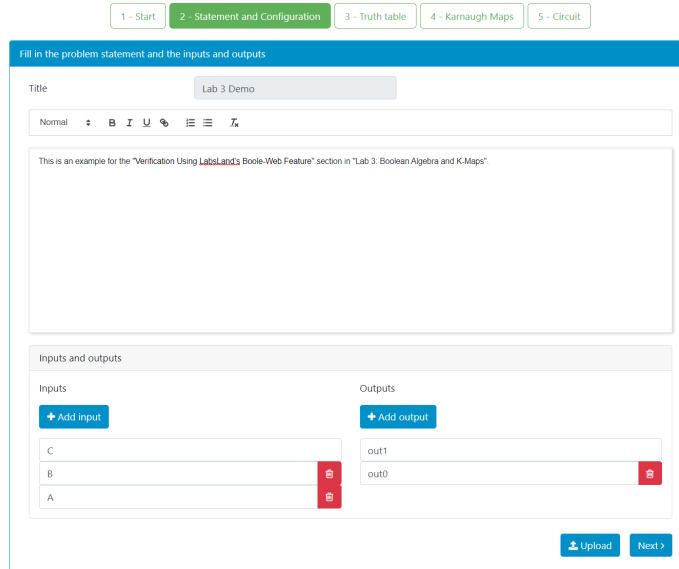 1 - Start
2 - Statement and Configuration
3 - Truth table
4 - Karnaugh Maps
5 - Circuit
Fill in the problem statement and the inputs and outputs
Title
Lab 3 Demo
Normal
This is an example for the "Verification Using LabsLand's Boole-Web Feature" section in "Lab 3: Boolean Algebra and K-Maps".
Inputs and outputs
Inputs
Outputs
+ Add input
+ Add output
C
out1
B
out0
A
Upload
Next >